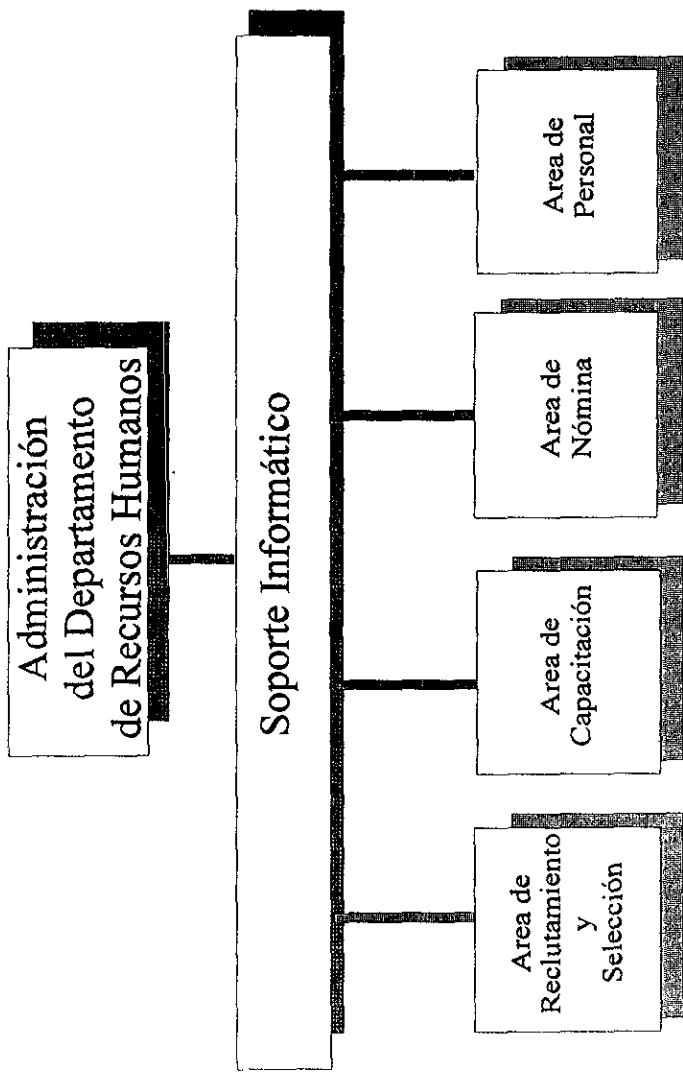 Administración
del Departamento
de Recursos Humanos
Soporte Informático
Area de
Reclutamiento
y
Selección
Area de
Capacitación
Area de
Nómina
Area de
Personal